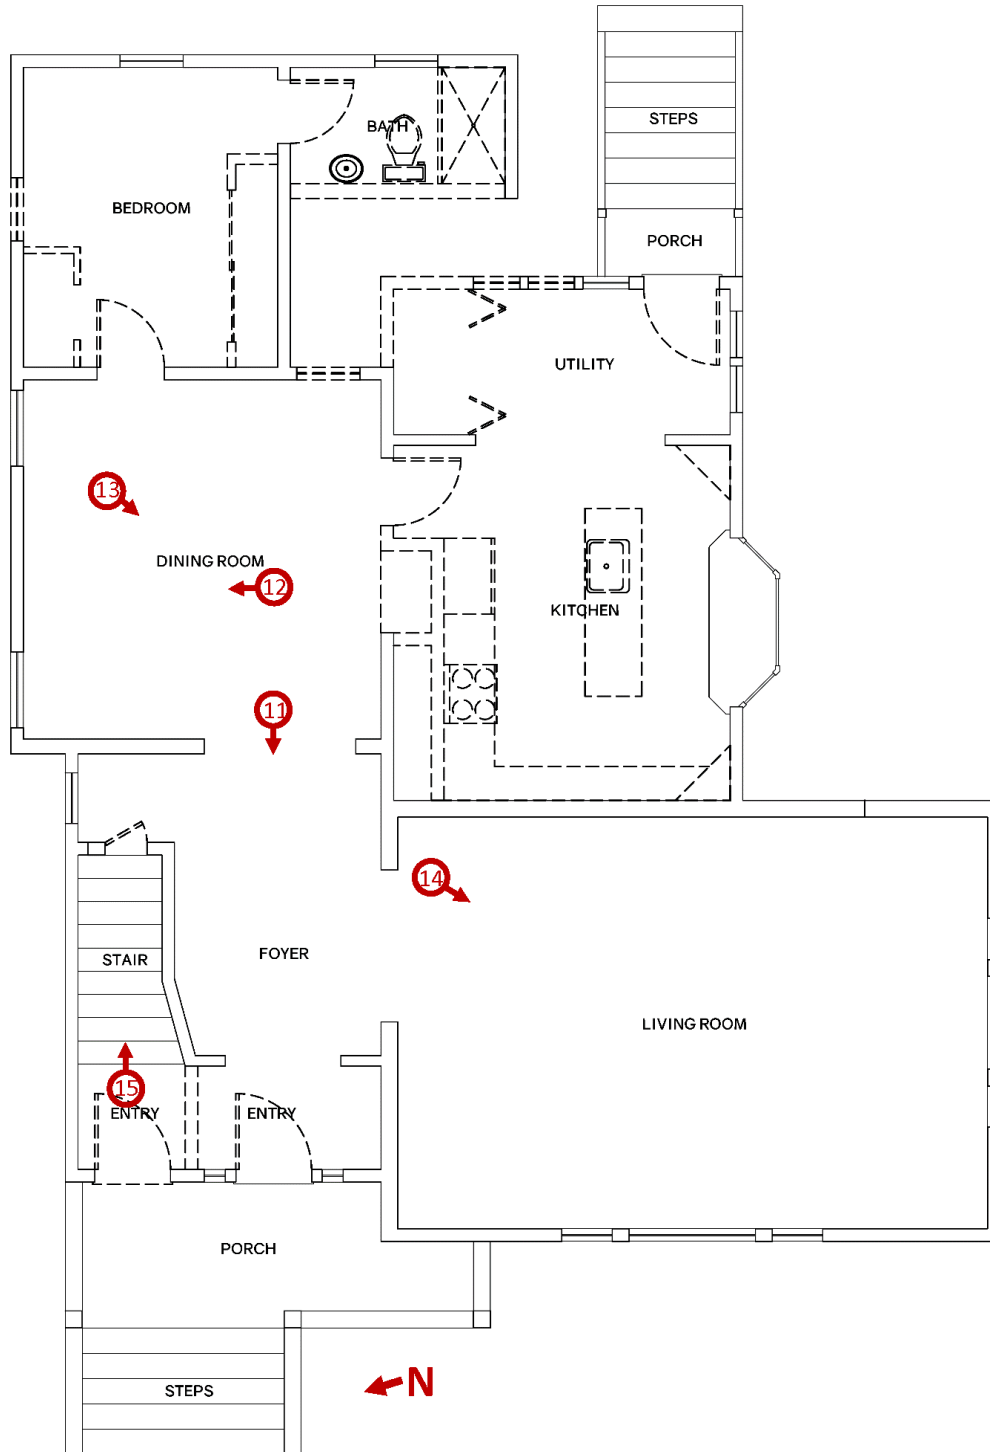 STEPS
BATH
BEDROOM
PORCH
UTILITY
13
DINING ROOM
12
KITCHEN
11
14
STAIR
FOYER
LIVING ROOM
15
ENTRY
ENTRY
PORCH
N
STEPS